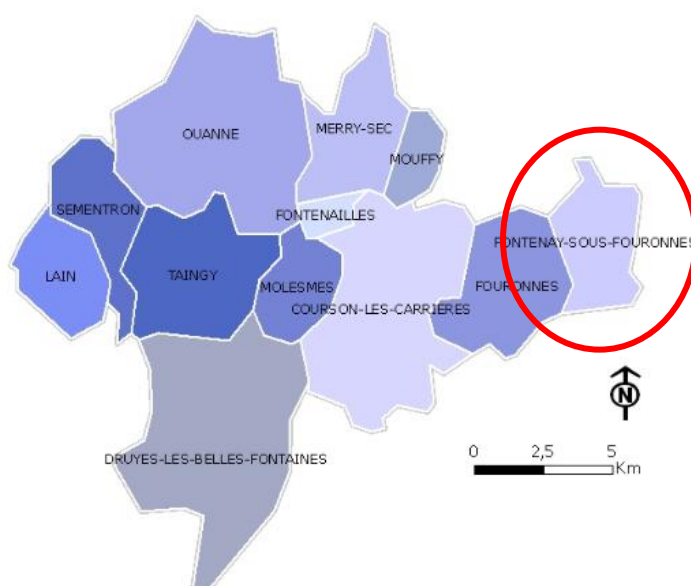 OUANNE
MERRY-SEC
MOUFFY
SEMENTRON
FONTENAILLES
FONTENAY-SOUS-FOURONNES
LAIN
TAINGY
MOLESMES
FOURONNES
COURSON-LES-CARRIÈRES
DRUYES-LES-BELLES-FONTAINES
N
0 2,5 5
Km